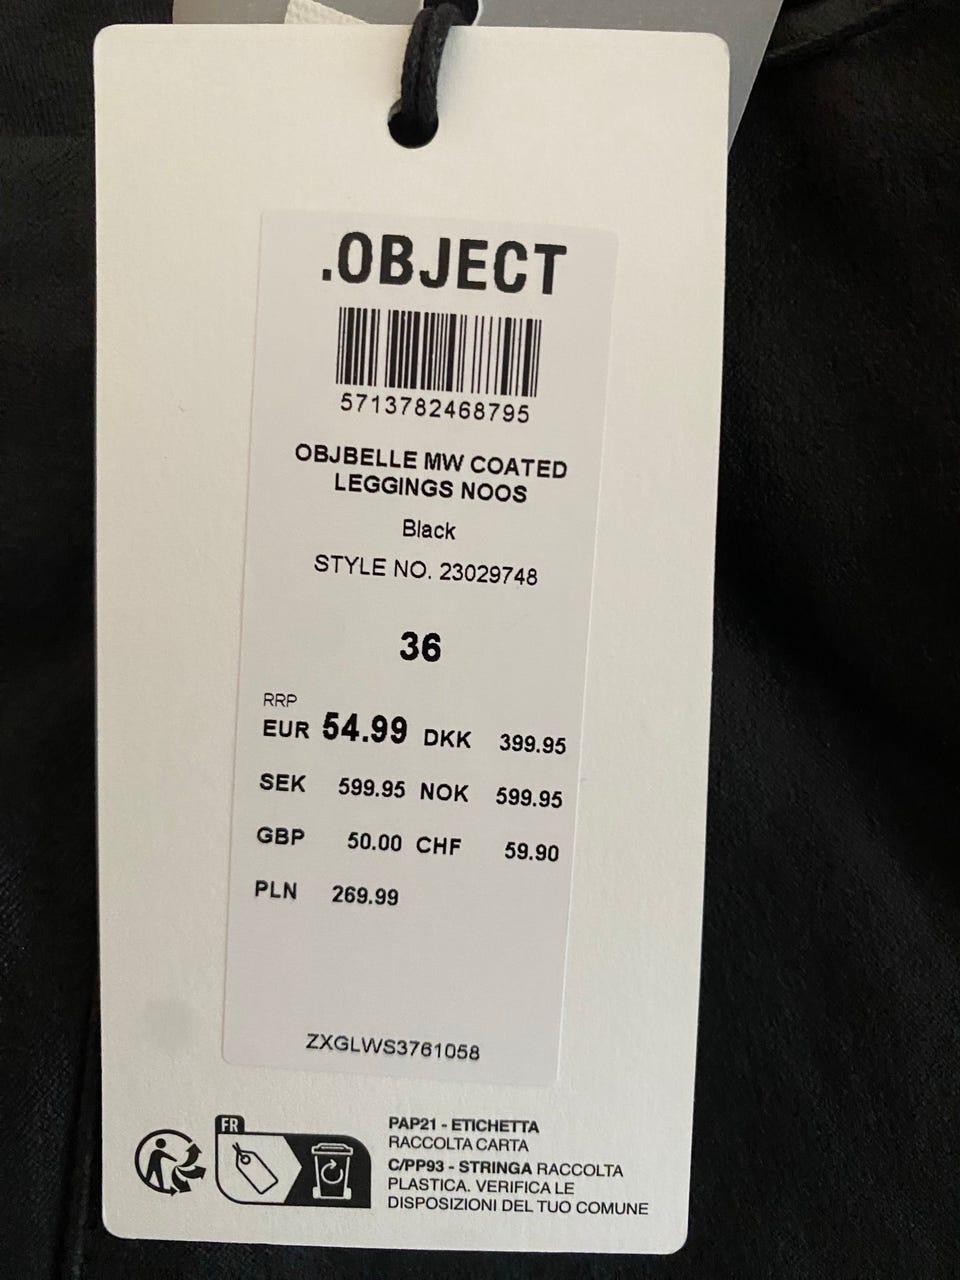 .OBJECT
5713782468795
OBJBELLE MW COATED
LEGGINGS NOOS
Black
STYLE NO. 23029748
36
RRP
EUR 54.99 DKK 399.95
SEK 599.95 NOK 599.95
GBP 50.00 CHF 59.90
PLN 269.99
ZXGLWS3761058
FR
PAP21 - ETICHETTA
RACCOLTA CARTA
C/PP93 - STRINGA RACCOLTA
PLASTICA. VERIFICA LE
DISPOSIZIONI DEL TUO COMUNE